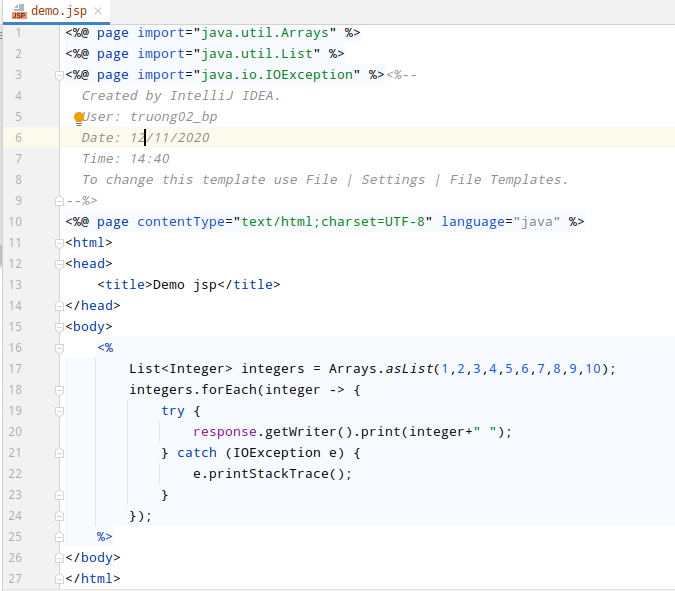 demo.jsp
1 <%@ page import="java.util.Arrays" %>
2 <%@ page import="java.util.List" %>
3 <%@ page import="java.io.IOException" %><%--
4   Created by IntelliJ IDEA.
5   User: truong02_bp
6   Date: 12/11/2020
7   Time: 14:40
8   To change this template use File | Settings | File Templates.
9 --%>
10 <%@ page contentType="text/html;charset=UTF-8" language="java" %>
11 <html>
12 <head>
13     <title>Demo jsp</title>
14 </head>
15 <body>
16     <%
17         List<Integer> integers = Arrays.asList(1,2,3,4,5,6,7,8,9,10);
18         integers.forEach(integer -> {
19             try {
20                 response.getWriter().print(integer+" ");
21             } catch (IOException e) {
22                 e.printStackTrace();
23             }
24         });
25     %>
26 </body>
27 </html>